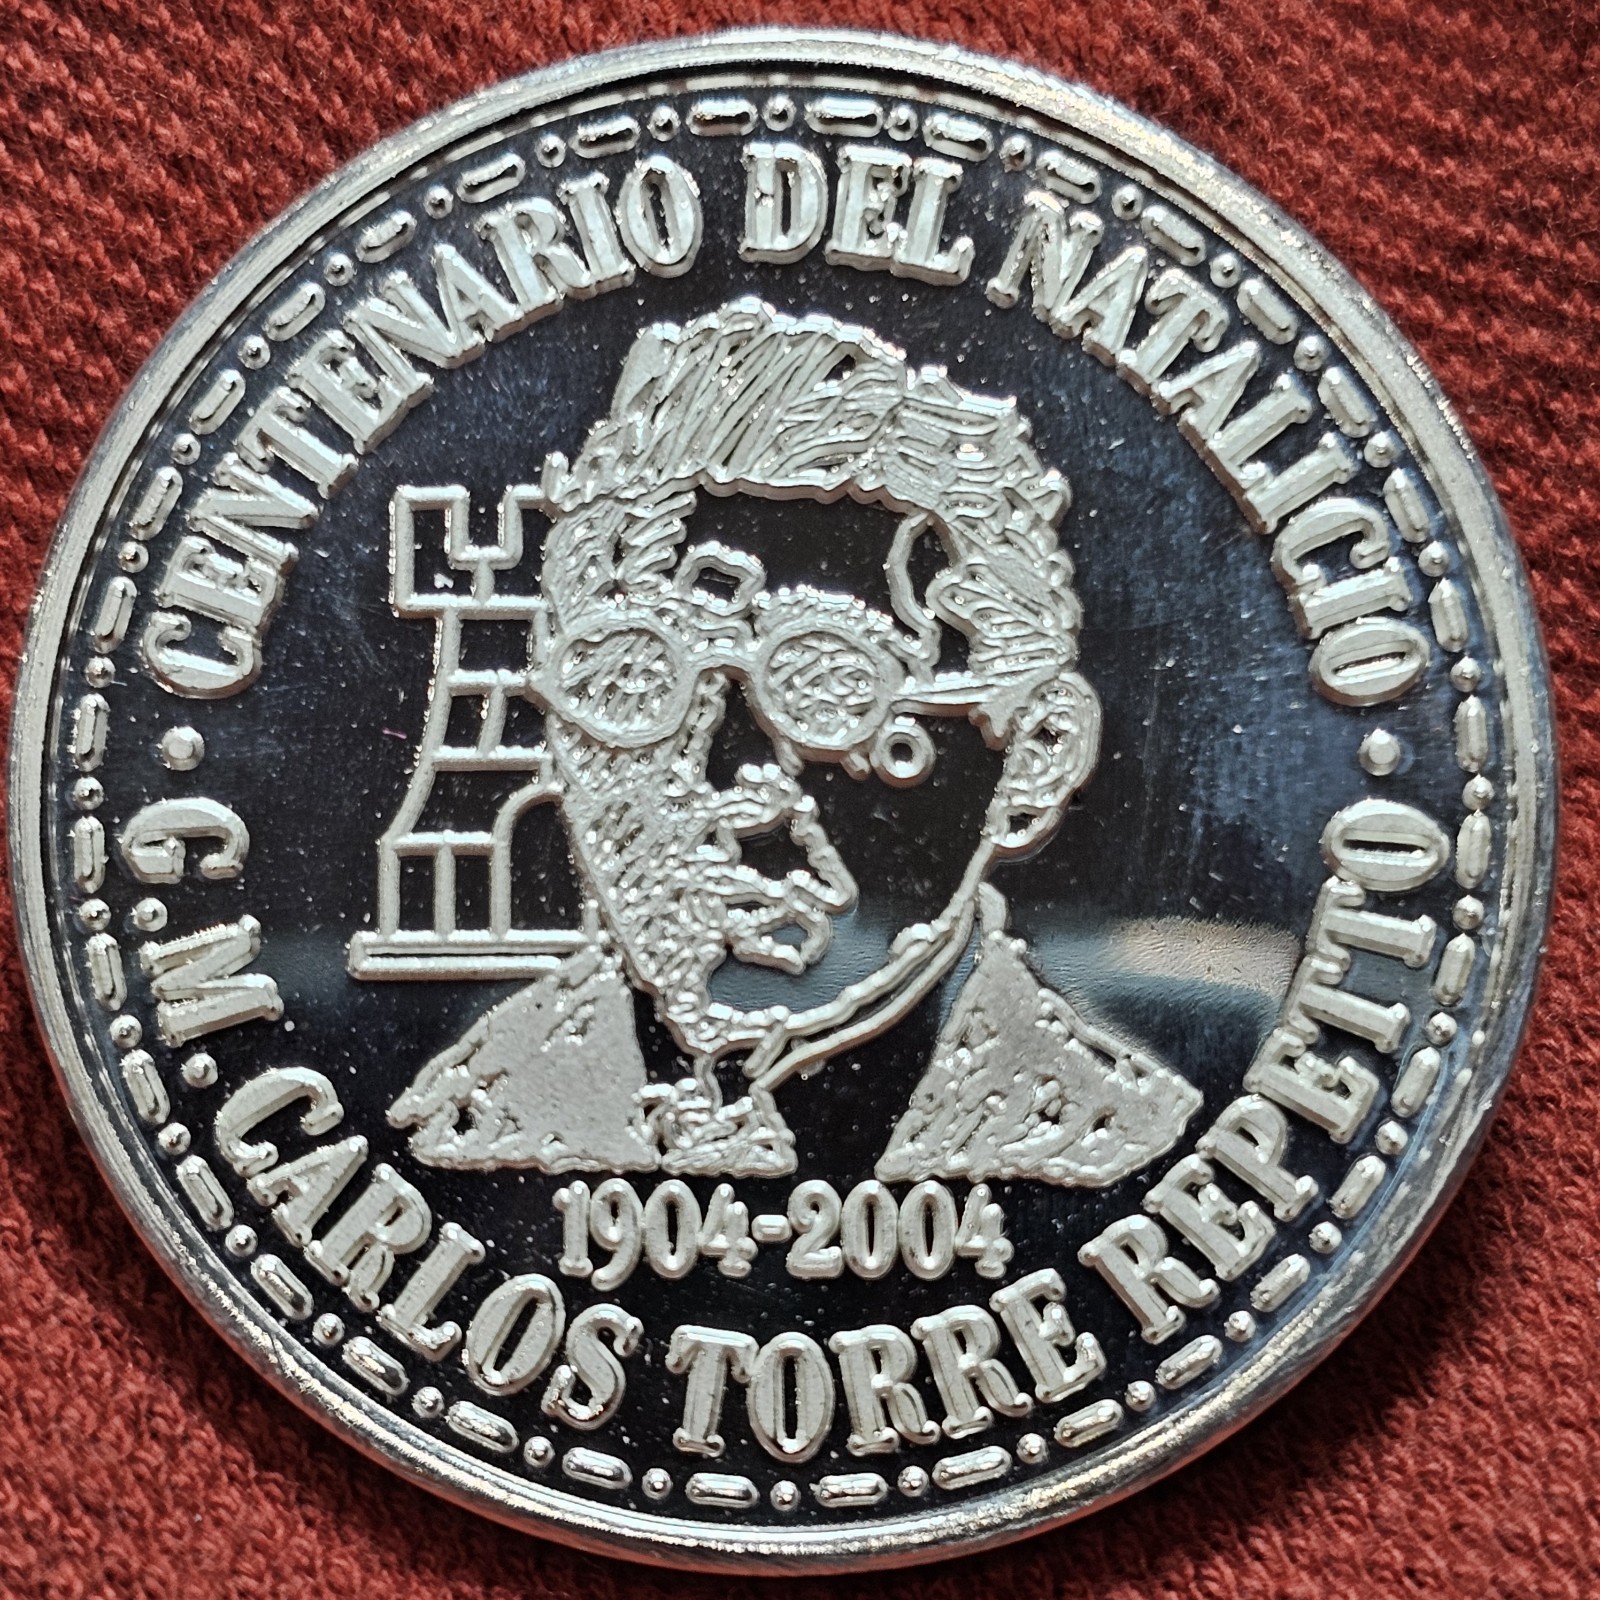 CENTENARIO DEL NATALICIO
G.M. CARLOS TORRE REPETTO
1904-2004